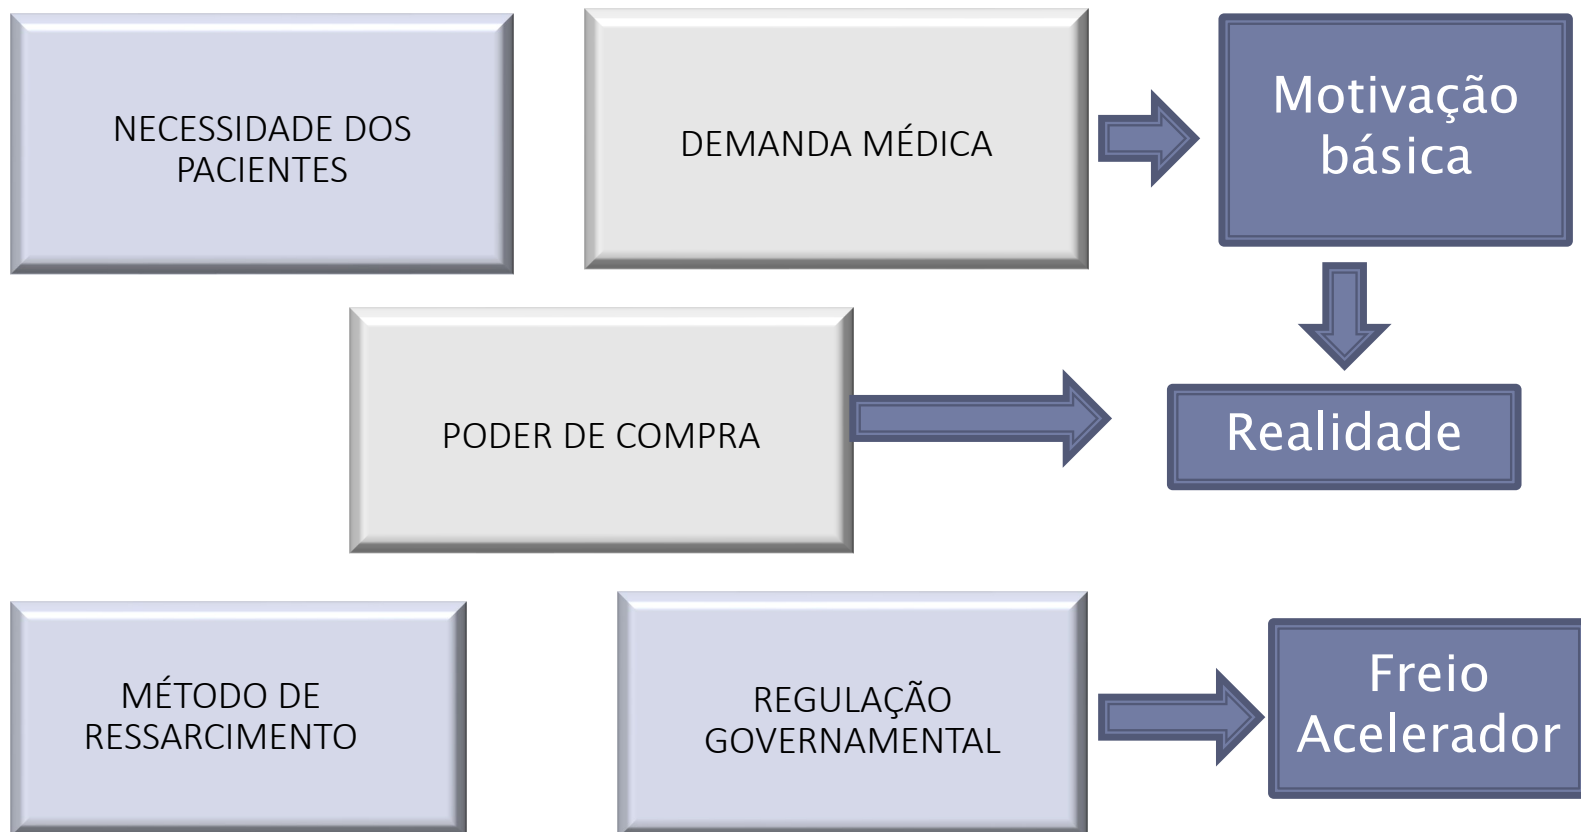 NECESSIDADE DOS
PACIENTES
DEMANDA MÉDICA
Motivação
básica
PODER DE COMPRA
Realidade
MÉTODO DE
RESSARCIMENTO
REGULAÇÃO
GOVERNAMENTAL
Freio
Acelerador